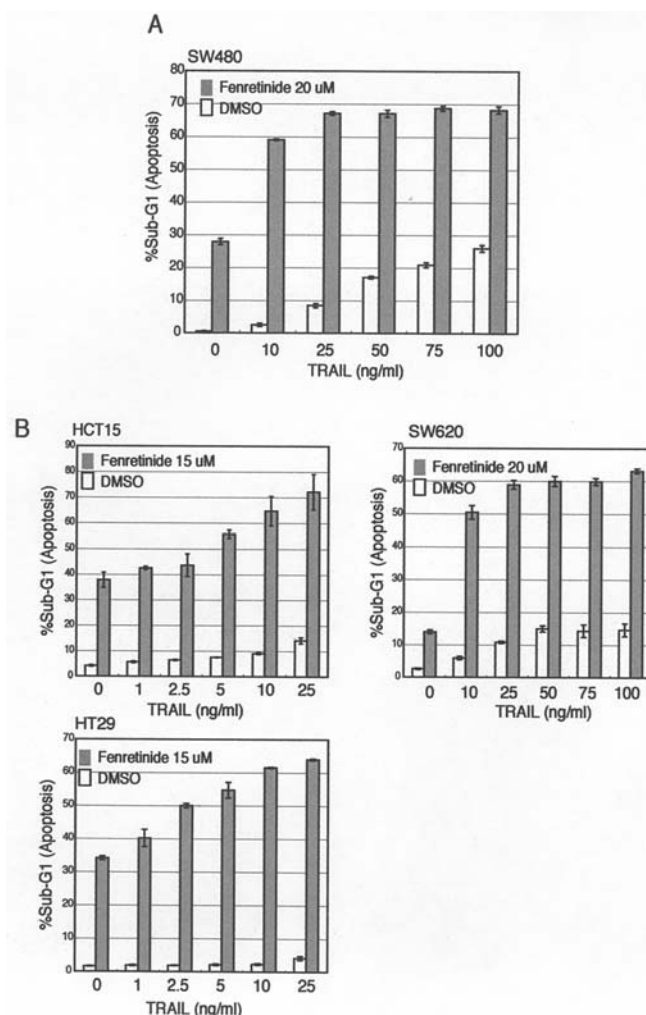 A
SW480
80
70
60
50
40
30
20
10
0
%Sub-G1 (Apoptosis)
Fenretinide 20 uM
DMSO
0 10 25 50 75 100
TRAIL (ng/ml)
B
HCT15
90
80
70
60
50
40
30
20
10
0
%Sub-G1 (Apoptosis)
Fenretinide 15 uM
DMSO
0 1 2.5 5 10 25
TRAIL (ng/ml)
SW620
70
60
50
40
30
20
10
0
%Sub-G1 (Apoptosis)
Fenretinide 20 uM
DMSO
0 10 25 50 75 100
TRAIL (ng/ml)
HT29
70
60
50
40
30
20
10
0
%Sub-G1 (Apoptosis)
Fenretinide 15 uM
DMSO
0 1 2.5 5 10 25
TRAIL (ng/ml)